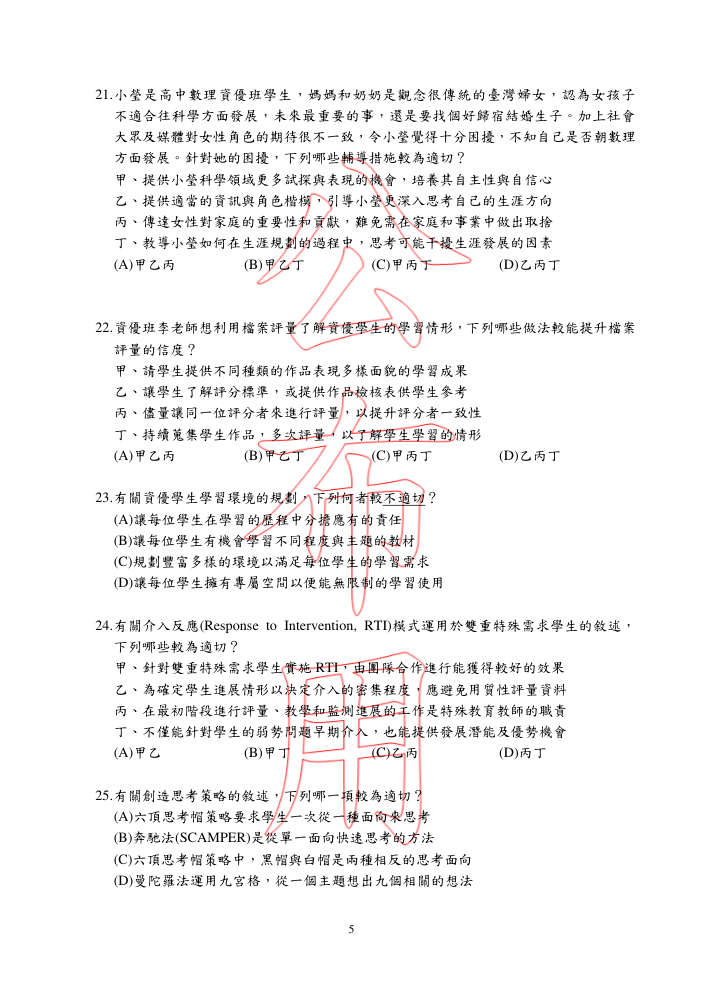 21.小瑩是高中數理資優班學生，媽媽和奶奶是觀念很傳統的臺灣婦女，認為女孩子
不適合往科學方面發展，未來最重要的事，還是要找個好歸宿結婚生子。加上社會
大眾及媒體對女性角色的期待很不一致，令小瑩覺得十分困擾，不知自己是否朝數理
方面發展。針對她的困擾，下列哪些輔導措施較為適切？
甲、提供小瑩科學領域更多試探與表現的機會，培養其自主性與自信心
乙、提供適當的資訊與角色楷模，引導小瑩更深入思考自己的生涯方向
丙、傳達女性對家庭的重要性和貢獻，難免需在家庭和事業中做出取捨
丁、教導小瑩如何在生涯規劃的過程中，思考可能干擾生涯發展的因素
(A)甲乙丙 (B)甲乙丁 (C)甲丙丁 (D)乙丙丁
22.資優班李老師想利用檔案評量了解資優學生的學習情形，下列哪些做法較能提升檔案
評量的信度？
甲、請學生提供不同種類的作品表現多樣面貌的學習成果
乙、讓學生了解評分標準，或提供作品檢核表供學生參考
丙、儘量讓同一位評分者來進行評量，以提升評分者一致性
丁、持續蒐集學生作品，多次評量，以了解學生學習的情形
(A)甲乙丙 (B)甲乙丁 (C)甲丙丁 (D)乙丙丁
23.有關資優學生學習環境的規劃，下列何者較不適切？
(A)讓每位學生在學習的歷程中分擔應有的責任
(B)讓每位學生有機會學習不同程度與主題的教材
(C)規劃豐富多樣的環境以滿足每位學生的學習需求
(D)讓每位學生擁有專屬空間以便能無限制的學習使用
24.有關介入反應(Response to Intervention, RTI)模式運用於雙重特殊需求學生的敘述，
下列哪些較為適切？
甲、針對雙重特殊需求學生實施 RTI，由團隊合作進行能獲得較好的效果
乙、為確定學生進展情形以決定介入的密集程度，應避免用質性評量資料
丙、在最初階段進行評量、教學和監測進展的工作是特殊教育教師的職責
丁、不僅能針對學生的弱勢問題早期介入，也能提供發展潛能及優勢機會
(A)甲乙 (B)甲丁 (C)乙丙 (D)丙丁
25.有關創造思考策略的敘述，下列哪一項較為適切？
(A)六頂思考帽策略要求學生一次從一種面向來思考
(B)奔馳法(SCAMPER)是從單一面向快速思考的方法
(C)六頂思考帽策略中，黑帽與白帽是兩種相反的思考面向
(D)曼陀羅法運用九宮格，從一個主題想出九個相關的想法
5
公布用